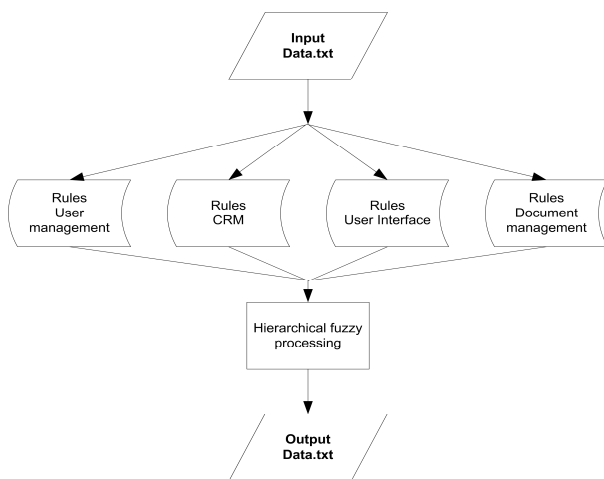 Input
Data.txt
Rules
User
management
Rules
CRM
Rules
User Interface
Rules
Document
management
Hierarchical fuzzy
processing
Output
Data.txt